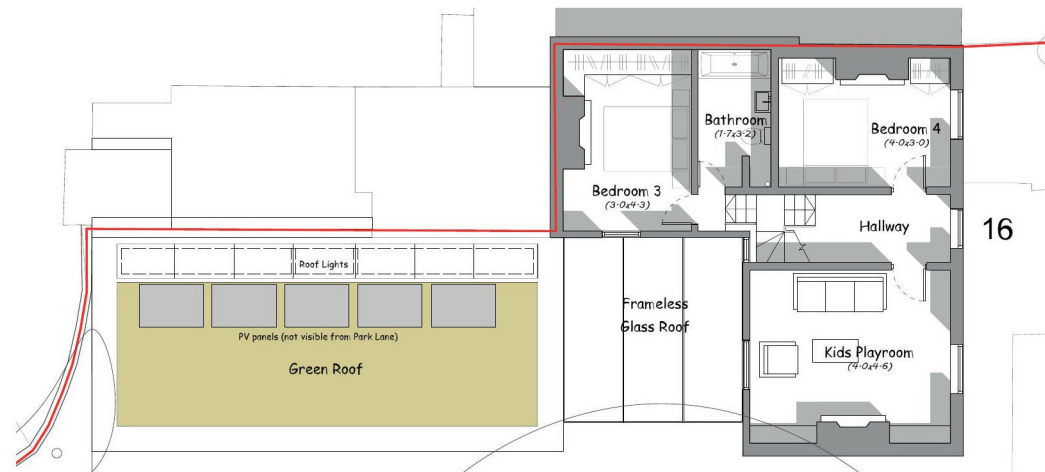 Bathroom
(1·7x3·2)
Bedroom 4
(4·0x3·0)
Bedroom 3
(3·0x4·3)
Hallway
16
Roof Lights
Frameless
Glass Roof
PV panels (not visible from Park Lane)
Green Roof
Kids Playroom
(4·0x4·6)